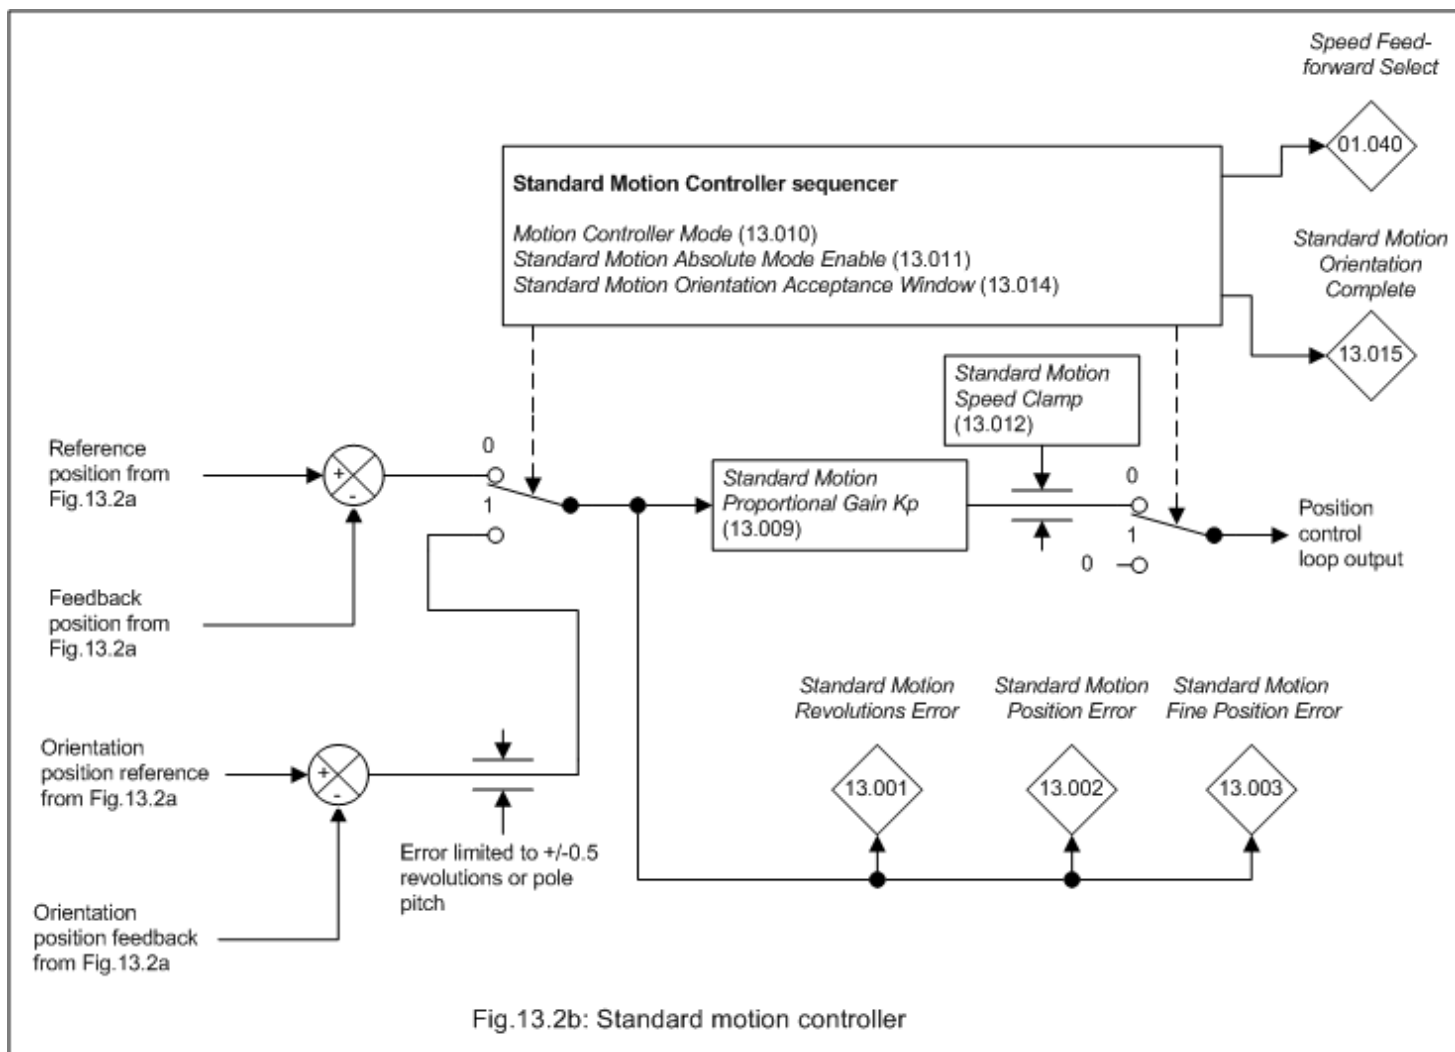 Speed Feed-
forward Select
01.040
Standard Motion Controller sequencer
Motion Controller Mode (13.010)
Standard Motion Absolute Mode Enable (13.011)
Standard Motion Orientation Acceptance Window (13.014)
Standard Motion
Orientation
Complete
13.015
Standard Motion
Speed Clamp
(13.012)
Reference
position from
Fig.13.2a
+
-
0
1
Standard Motion
Proportional Gain Kp
(13.009)
0
1
0
Position
control
loop output
Feedback
position from
Fig.13.2a
Standard Motion
Revolutions Error
Standard Motion
Position Error
Standard Motion
Fine Position Error
13.001
13.002
13.003
Orientation
position reference
from Fig.13.2a
+
-
Error limited to +/-0.5
revolutions or pole
pitch
Orientation
position feedback
from Fig.13.2a
Fig.13.2b: Standard motion controller